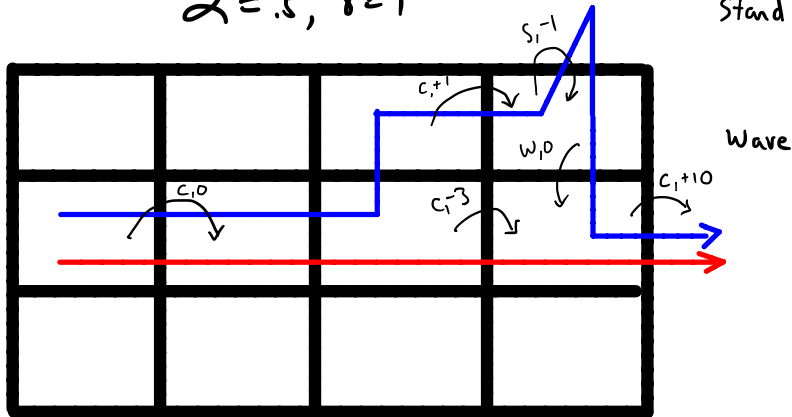 α = .5, γ = 1
Stand
S,-1
C,+1
Wave
W,0
C,0
C,-3
C,+10